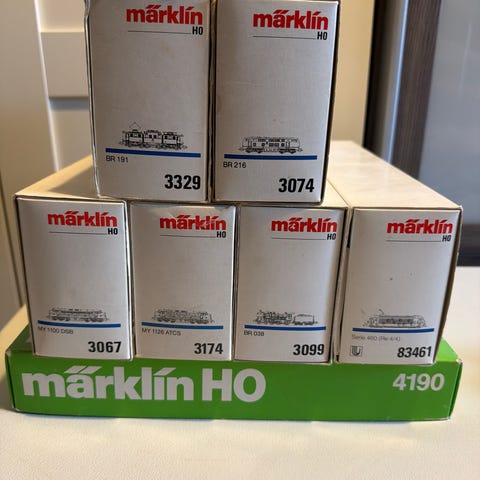 märklin
HO
BR 191
3329
märklin
HO
BR 216
3074
märklin
HO
MY 1100 DSB
3067
märklin
HO
MY 1126 ATCS
3174
märklin
HO
BR 038
3099
märklin
HO
Serie 460 (Re 4/4)
83461
märklin HO
4190